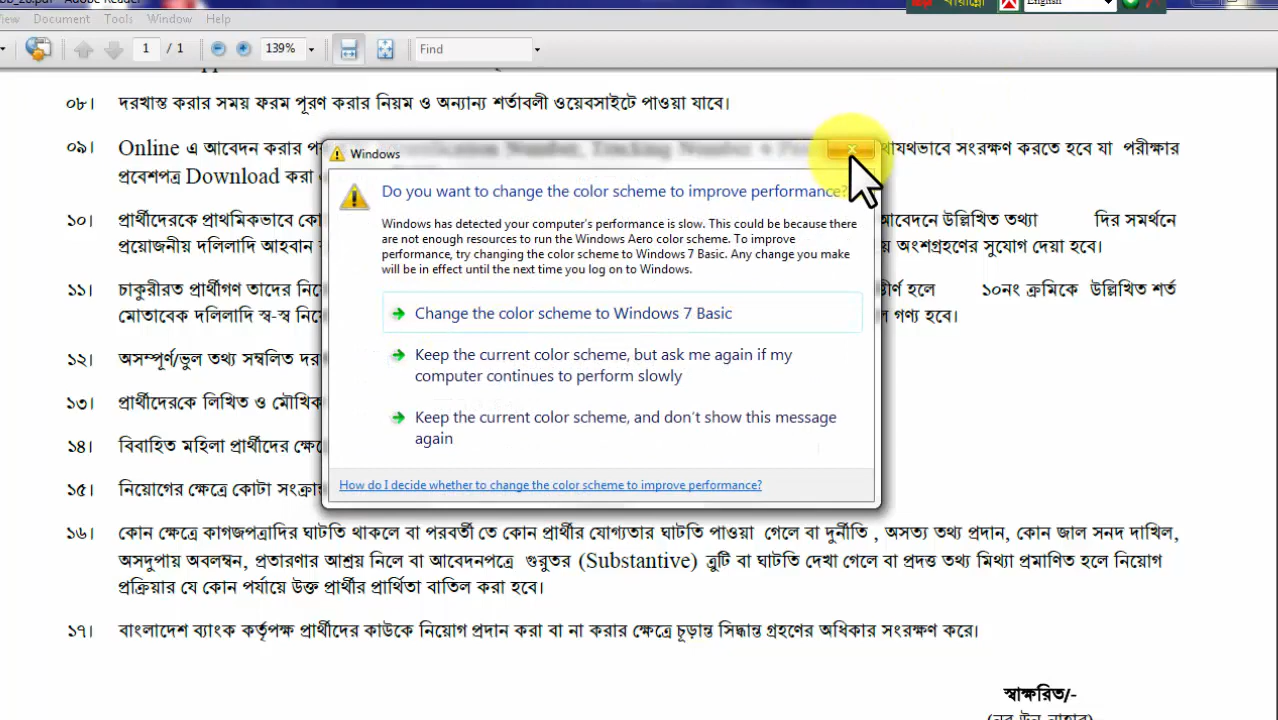 View Document Tools Window Help
1 / 1 139% Find
০৮। দরখাস্ত করার সময় ফরম পূরণ করার নিয়ম ও অন্যান্য শর্তাবলী ওয়েবসাইটে পাওয়া যাবে।
০৯। Online এ আবেদন করার থাযথভাবে সংরক্ষণ করতে হবে যা পরীক্ষার
প্রবেশপত্র Download করা
Windows
Do you want to change the color scheme to improve performance?
Windows has detected your computer's performance is slow. This could be because there
are not enough resources to run the Windows Aero color scheme. To improve
performance, try changing the color scheme to Windows 7 Basic. Any change you make
will be in effect until the next time you log on to Windows.
Change the color scheme to Windows 7 Basic
Keep the current color scheme, but ask me again if my
computer continues to perform slowly
Keep the current color scheme, and don't show this message
again
How do I decide whether to change the color scheme to improve performance?
১০। প্রার্থীদেরকে প্রাথমিকভাবে আবেদনে উল্লিখিত তথ্যা দির সমর্থনে
প্রয়োজনীয় দলিলাদি আহবান অংশগ্রহণের সুযোগ দেয়া হবে।
১১। চাকুরীরত প্রার্থীগণ তাদের হলে ১০নং ক্রমিকে উল্লিখিত শর্ত
মোতাবেক দলিলাদি স্ব-স্ব গণ্য হবে।
১২। অসম্পূর্ণ/ভুল তথ্য সম্বলিত
১৩। প্রার্থীদেরকে লিখিত ও মৌখিক
১৪। বিবাহিত মহিলা প্রার্থীদের
১৫। নিয়োগের ক্ষেত্রে কোটা
১৬। কোন ক্ষেত্রে কাগজপত্রাদির ঘাটতি থাকলে বা পরবর্তী তে কোন প্রার্থীর যোগ্যতার ঘাটতি পাওয়া গেলে বা দুর্নীতি , অসত্য তথ্য প্রদান, কোন জাল সনদ দাখিল,
অসদুপায় অবলম্বন, প্রতারণার আশ্রয় নিলে বা আবেদনপত্রে গুরুতর (Substantive) ত্রুটি বা ঘাটতি দেখা গেলে বা প্রদত্ত তথ্য মিথ্যা প্রমাণিত হলে নিয়োগ
প্রক্রিয়ার যে কোন পর্যায়ে উক্ত প্রার্থীর প্রার্থিতা বাতিল করা হবে।
১৭। বাংলাদেশ ব্যাংক কর্তৃপক্ষ প্রার্থীদের কাউকে নিয়োগ প্রদান করা বা না করার ক্ষেত্রে চূড়ান্ত সিদ্ধান্ত গ্রহণের অধিকার সংরক্ষণ করে।
স্বাক্ষরিত/-